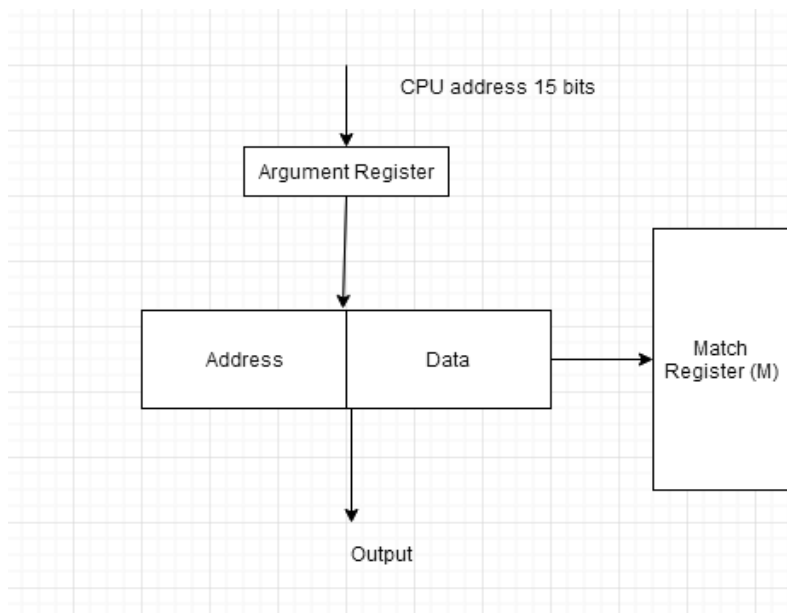 CPU address 15 bits
Argument Register
Address
Data
Match
Register (M)
Output